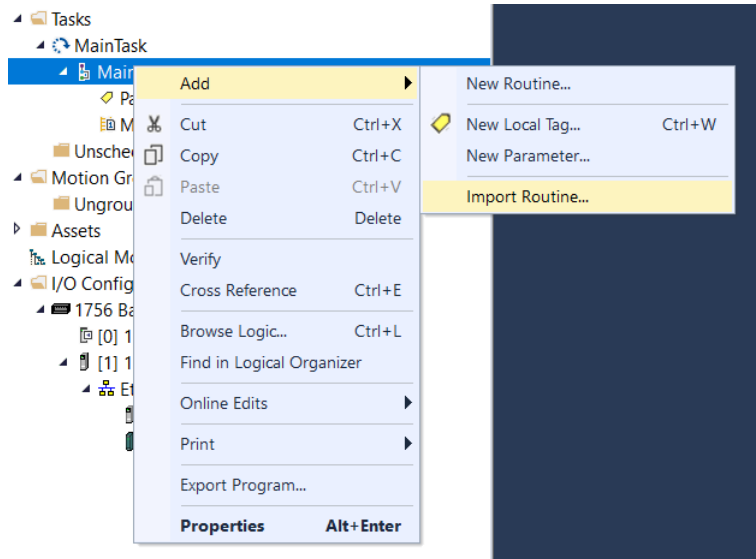 Tasks
MainTask
Main
Pa
M
Unsche
Motion Gr
Ungrou
Assets
Logical Mo
I/O Config
1756 Ba
[0] 1
[1] 1
Et
Add
Cut Ctrl+X
Copy Ctrl+C
Paste Ctrl+V
Delete Delete
Verify
Cross Reference Ctrl+E
Browse Logic... Ctrl+L
Find in Logical Organizer
Online Edits
Print
Export Program...
Properties Alt+Enter
New Routine...
New Local Tag... Ctrl+W
New Parameter...
Import Routine...